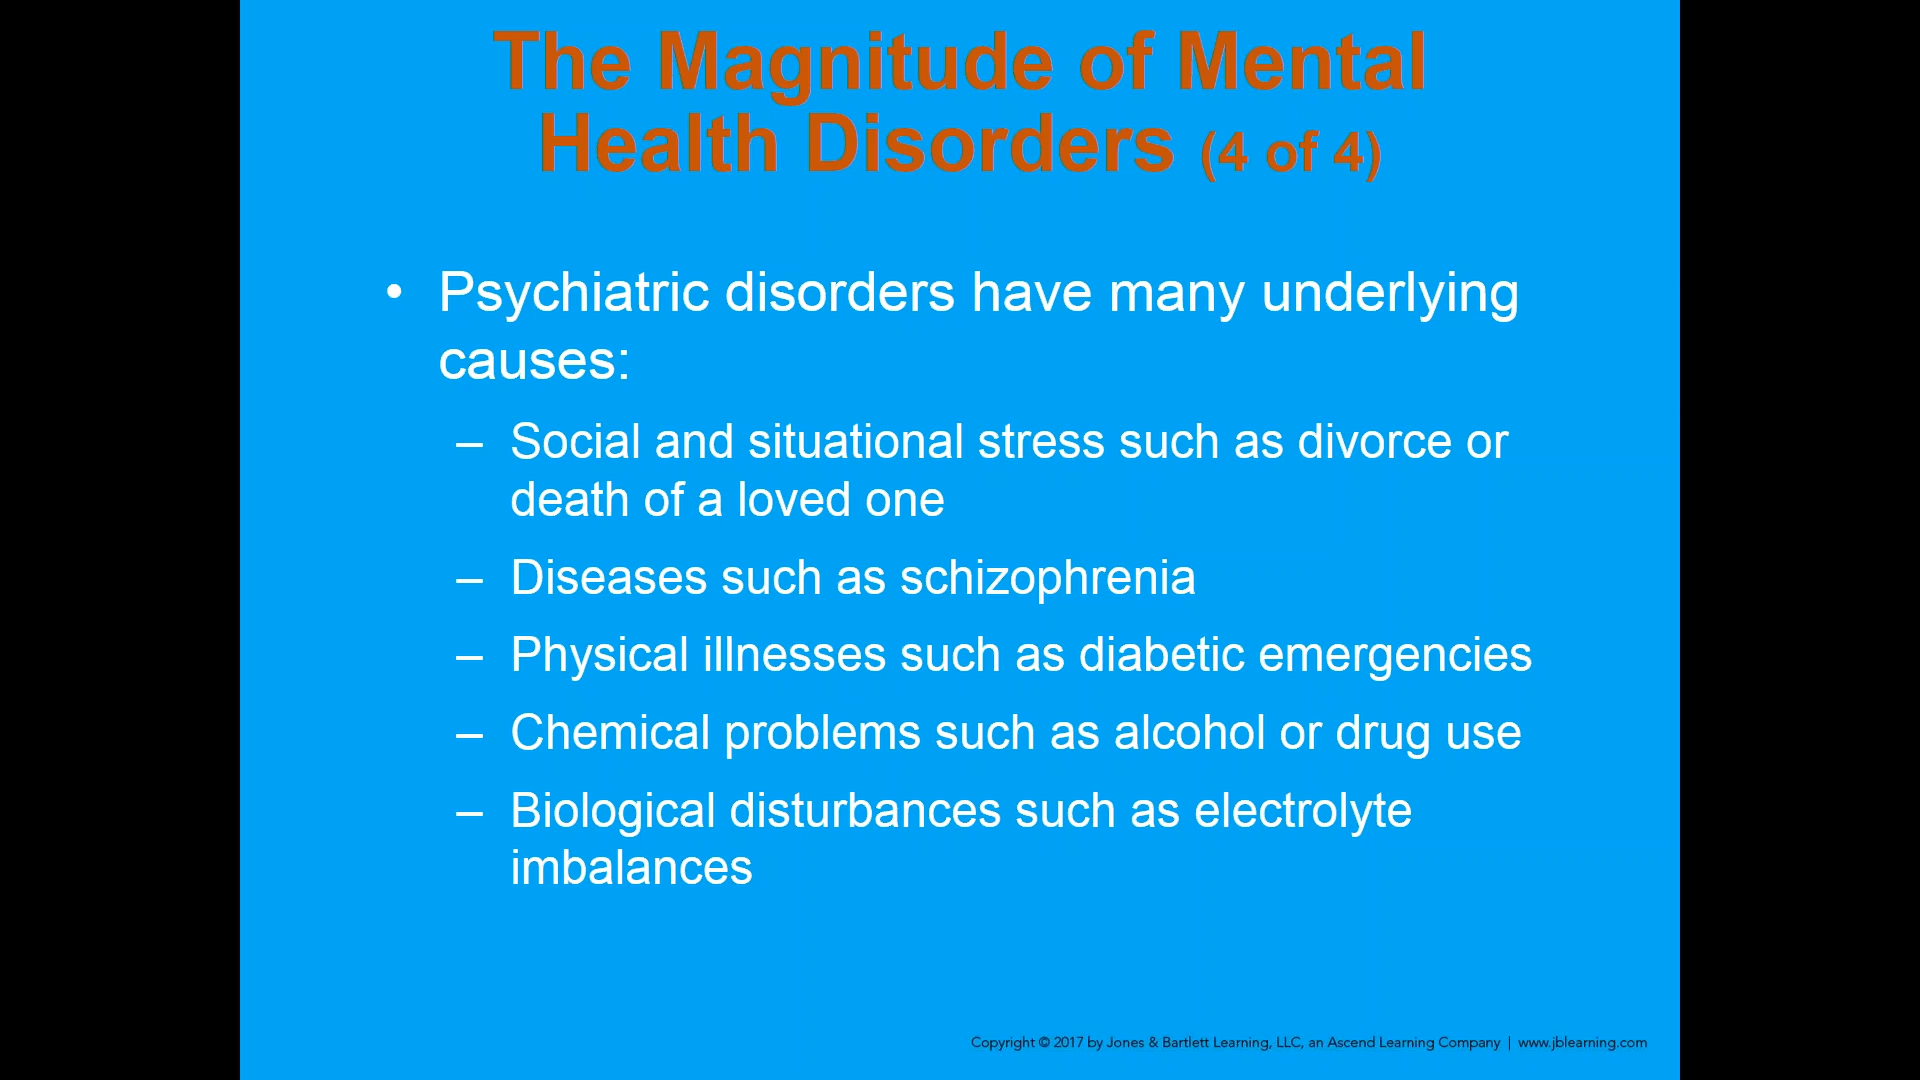 The Magnitude of Mental
Health Disorders (4 of 4)
• Psychiatric disorders have many underlying
causes:
– Social and situational stress such as divorce or
death of a loved one
– Diseases such as schizophrenia
– Physical illnesses such as diabetic emergencies
– Chemical problems such as alcohol or drug use
– Biological disturbances such as electrolyte
imbalances
Copyright © 2017 by Jones & Bartlett Learning, LLC, an Ascend Learning Company | www.jblearning.com